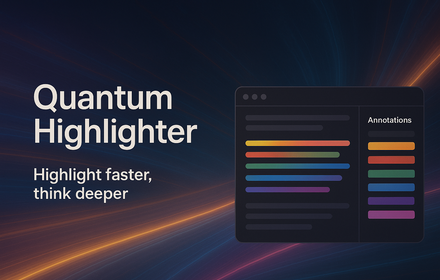 Quantum
Highlighter
Highlight faster,
think deeper
Annotations